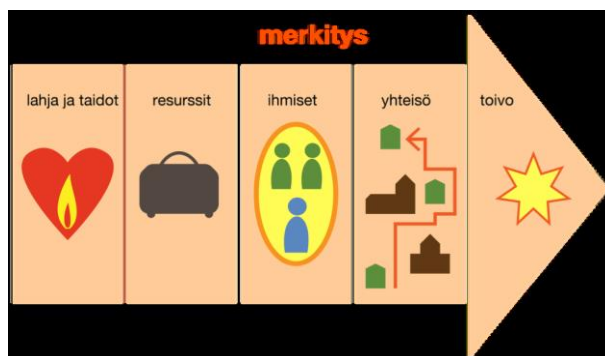 merkitys
lahja ja taidot
resurssit
ihmiset
yhteisö
toivo